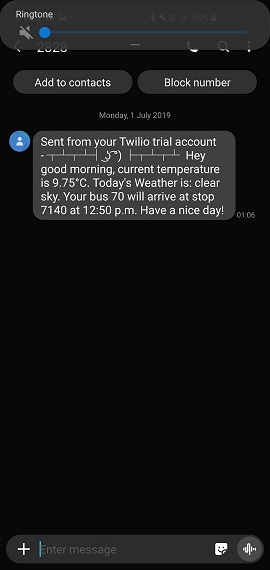 Ringtone
36%
2828
Add to contacts
Block number
Monday, 1 July 2019
Sent from your Twilio trial account
- ┬┴┬┴┤ ͜ʖ ͡°) ├┬┴┬┴ Hey
good morning, current temperature
is 9.75°C. Today's Weather is: clear
sky. Your bus 70 will arrive at stop
7140 at 12:50 p.m. Have a nice day!
01:06
Enter message